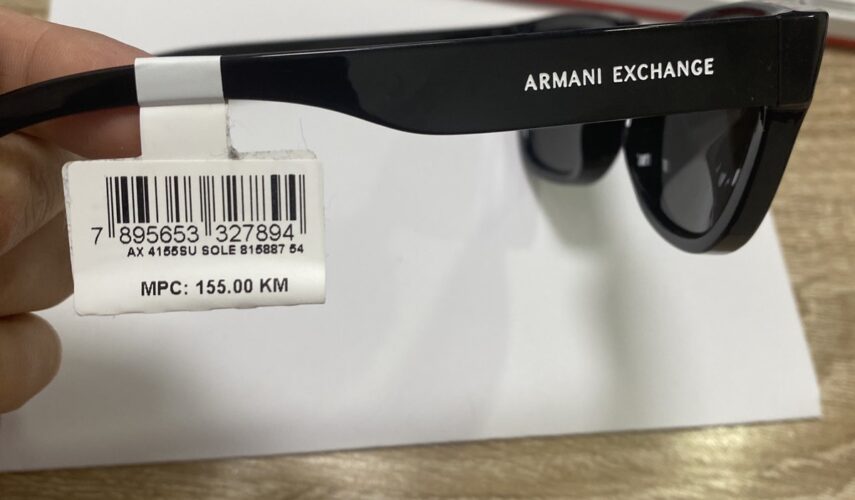 ARMANI EXCHANGE
7 895653 327894
AX 4155SU SOLE 815887 54
MPC: 155.00 KM